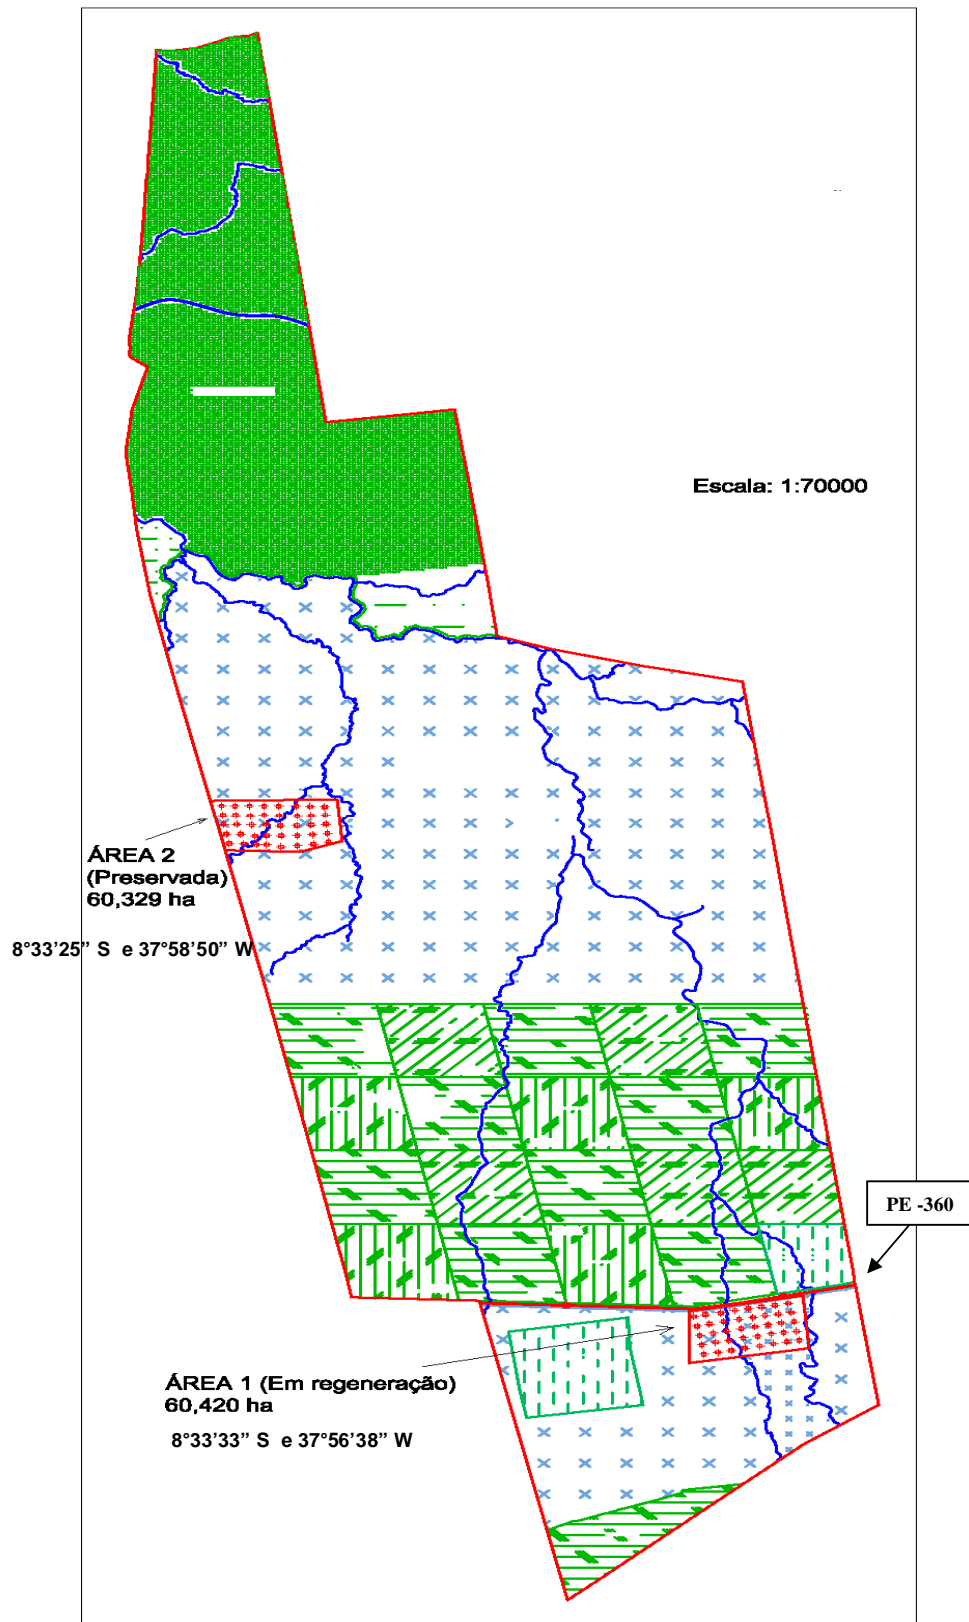 Escala: 1:70000
ÁREA 2
(Preservada)
60,329 ha
8°33’25” S  e 37°58’50” W
PE -360
ÁREA 1 (Em regeneração)
60,420 ha
8°33’33” S  e 37°56’38” W